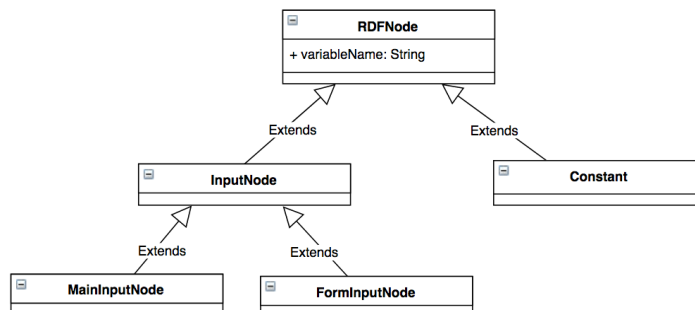 RDFNode
+ variableName: String
Extends
Extends
InputNode
Constant
Extends
Extends
MainInputNode
FormInputNode